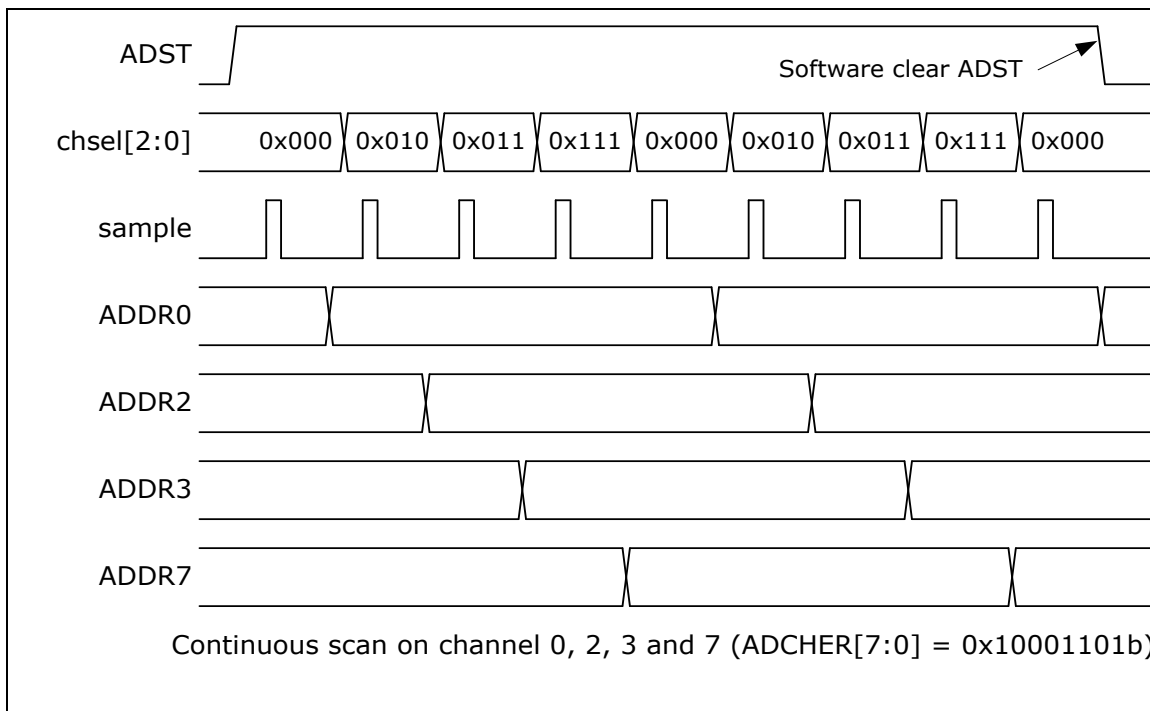 ADST
Software clear ADST
chsel[2:0] 0x000 0x010 0x011 0x111 0x000 0x010 0x011 0x111 0x000
sample
ADDR0
ADDR2
ADDR3
ADDR7
Continuous scan on channel 0, 2, 3 and 7 (ADCHER[7:0] = 0x10001101b)